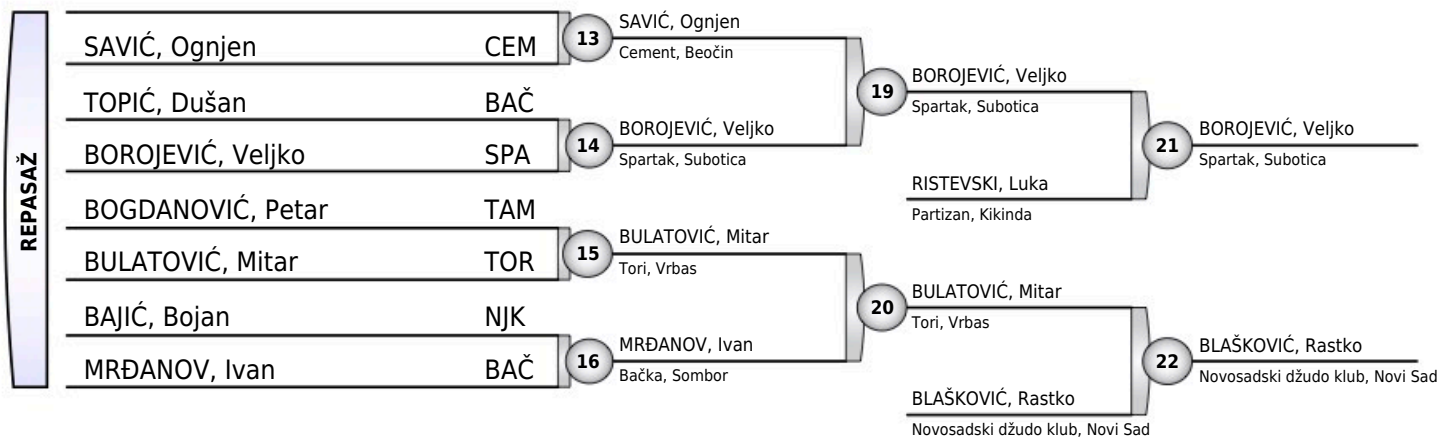 REPASAŽ
SAVIĆ, Ognjen CEM
TOPIĆ, Dušan BAČ
BOROJEVIĆ, Veljko SPA
BOGDANOVIĆ, Petar TAM
BULATOVIĆ, Mitar TOR
BAJIĆ, Bojan NJK
MRĐANOV, Ivan BAČ
13
SAVIĆ, Ognjen
Cement, Beočin
14
BOROJEVIĆ, Veljko
Spartak, Subotica
15
BULATOVIĆ, Mitar
Tori, Vrbas
16
MRĐANOV, Ivan
Bačka, Sombor
19
BOROJEVIĆ, Veljko
Spartak, Subotica
RISTEVSKI, Luka
Partizan, Kikinda
20
BULATOVIĆ, Mitar
Tori, Vrbas
BLAŠKOVIĆ, Rastko
Novosadski džudo klub, Novi Sad
21
BOROJEVIĆ, Veljko
Spartak, Subotica
22
BLAŠKOVIĆ, Rastko
Novosadski džudo klub, Novi Sad